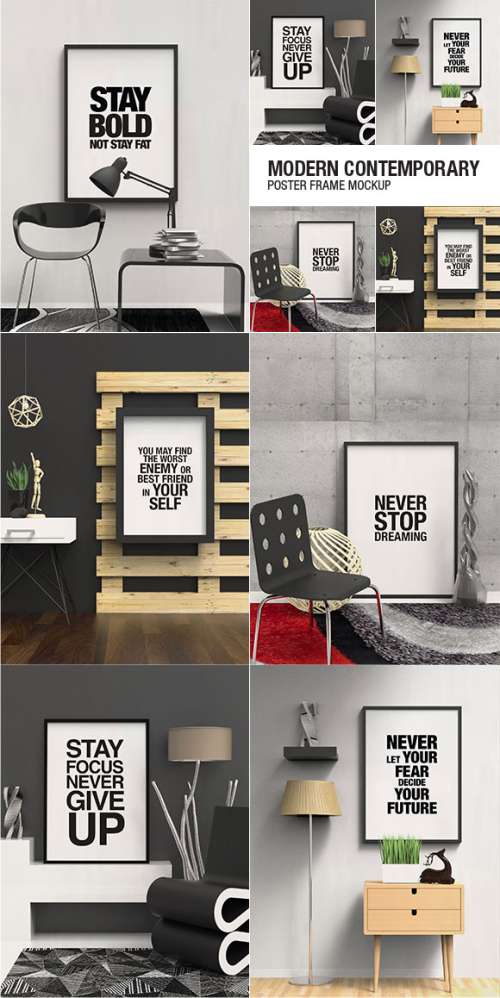 STAY
BOLD
NOT STAY FAT
STAY
FOCUS
NEVER
GIVE
UP
NEVER
LET YOUR
FEAR
DECIDE
YOUR
FUTURE
MODERN CONTEMPORARY
POSTER FRAME MOCKUP
NEVER
STOP
DREAMING
YOU MAY FIND
THE WORST
ENEMY OR
BEST FRIEND
IN YOUR
SELF
YOU MAY FIND
THE WORST
ENEMY OR
BEST FRIEND
IN YOUR
SELF
NEVER
STOP
DREAMING
STAY
FOCUS
NEVER
GIVE
UP
NEVER
LET YOUR
FEAR
DECIDE
YOUR
FUTURE